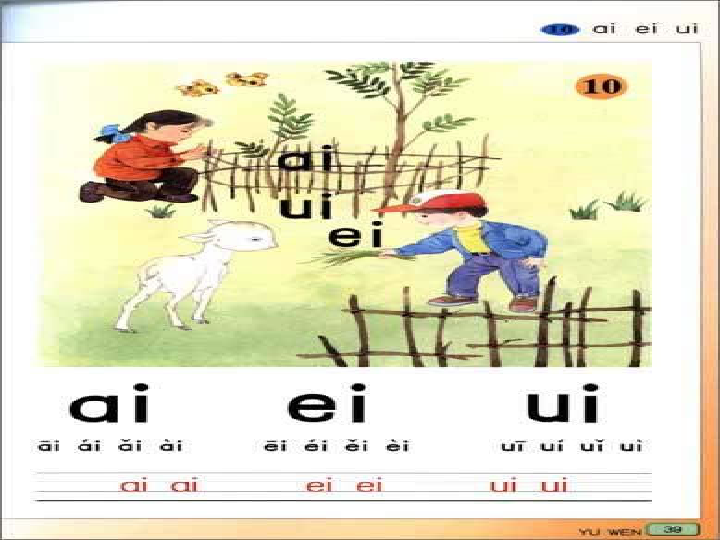 10 ai ei ui
10
ai
ui
ei
ai ei ui
āi ái ǎi ài ēi éi ěi èi uī uí uǐ uì
ai ai ei ei ui ui
YU WEN 39